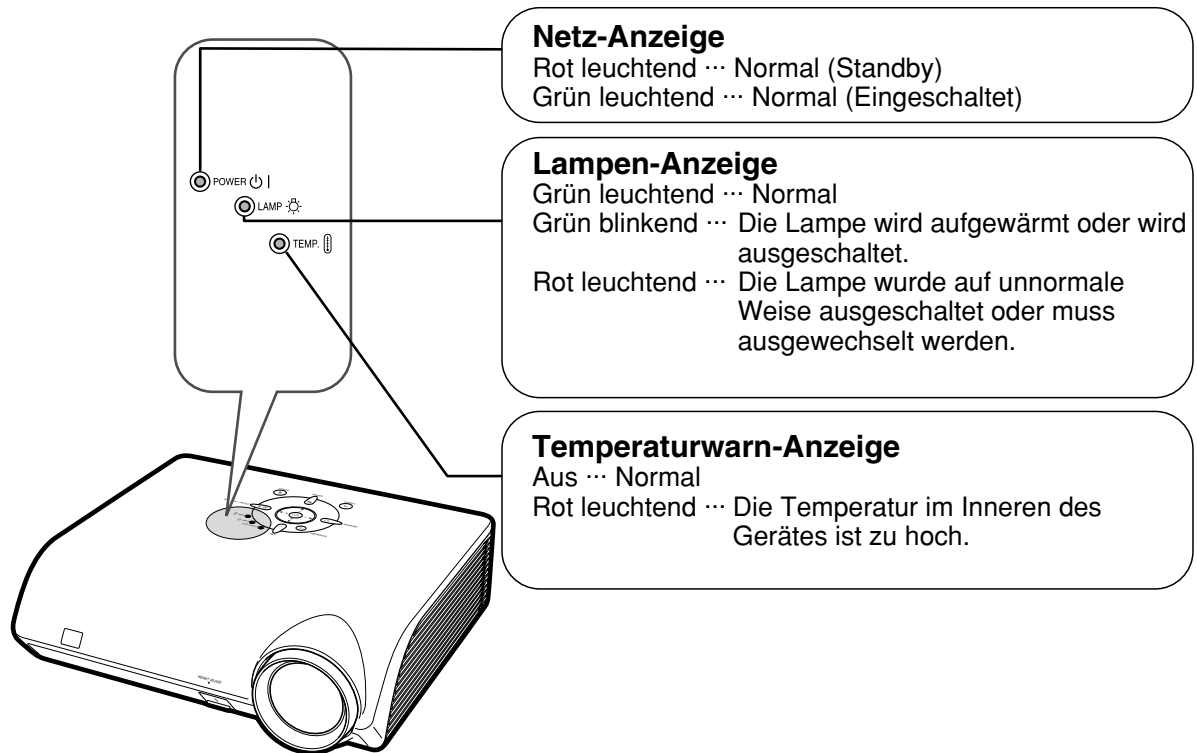 Netz-Anzeige
Rot leuchtend ··· Normal (Standby)
Grün leuchtend ··· Normal (Eingeschaltet)
POWER
LAMP
TEMP.
Lampen-Anzeige
Grün leuchtend ··· Normal
Grün blinkend ··· Die Lampe wird aufgewärmt oder wird
ausgeschaltet.
Rot leuchtend ··· Die Lampe wurde auf unnormale
Weise ausgeschaltet oder muss
ausgewechselt werden.
Temperaturwarn-Anzeige
Aus ··· Normal
Rot leuchtend ··· Die Temperatur im Inneren des
Gerätes ist zu hoch.